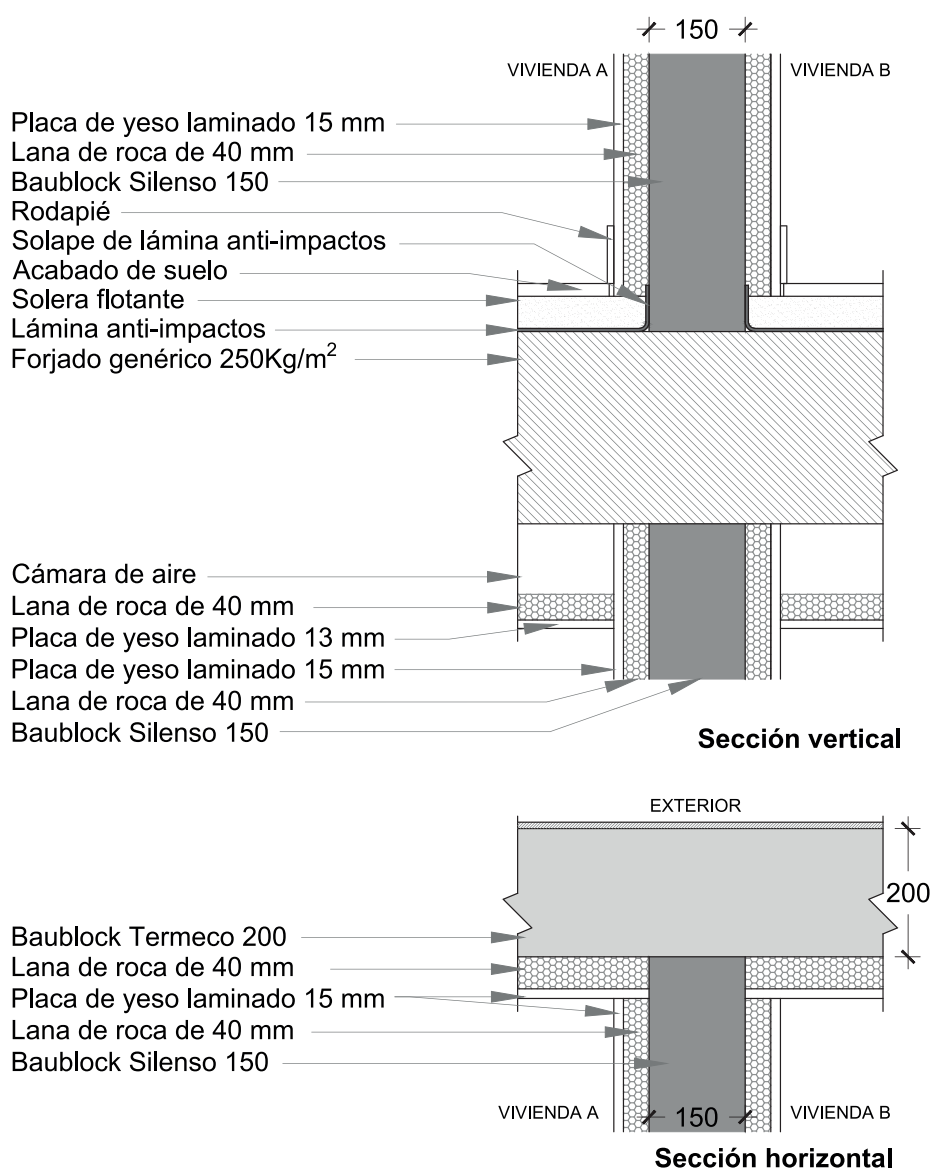 150
VIVIENDA A
VIVIENDA B
Placa de yeso laminado 15 mm
Lana de roca de 40 mm
Baublock Silenso 150
Rodapié
Solape de lámina anti-impactos
Acabado de suelo
Solera flotante
Lámina anti-impactos
Forjado genérico 250Kg/m²
Cámara de aire
Lana de roca de 40 mm
Placa de yeso laminado 13 mm
Placa de yeso laminado 15 mm
Lana de roca de 40 mm
Baublock Silenso 150
Sección vertical
EXTERIOR
200
Baublock Termeco 200
Lana de roca de 40 mm
Placa de yeso laminado 15 mm
Lana de roca de 40 mm
Baublock Silenso 150
VIVIENDA A
150
VIVIENDA B
Sección horizontal